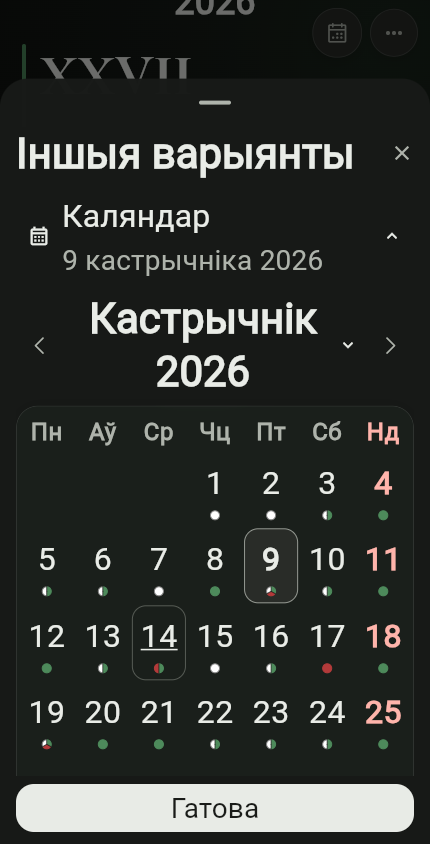 2026
XXVII
Іншыя варыянты
Каляндар
9 кастрычніка 2026
Кастрычнік
2026
Пн Аў Ср Чц Пт Сб Нд
1 2 3 4
5 6 7 8 9 10 11
12 13 14 15 16 17 18
19 20 21 22 23 24 25
Гатова